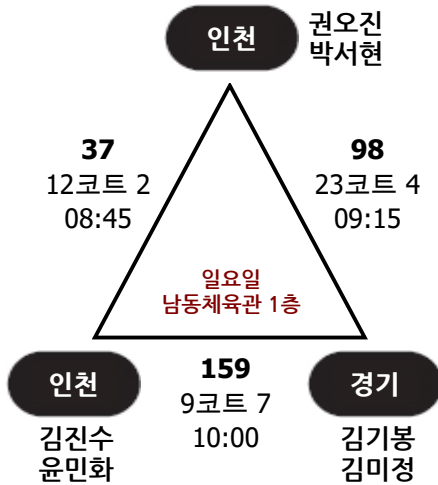 인천
권오진
박서현
37
12코트 2
08:45
98
23코트 4
09:15
일요일
남동체육관 1층
인천
김진수
윤민화
159
9코트 7
10:00
경기
김기봉
김미정